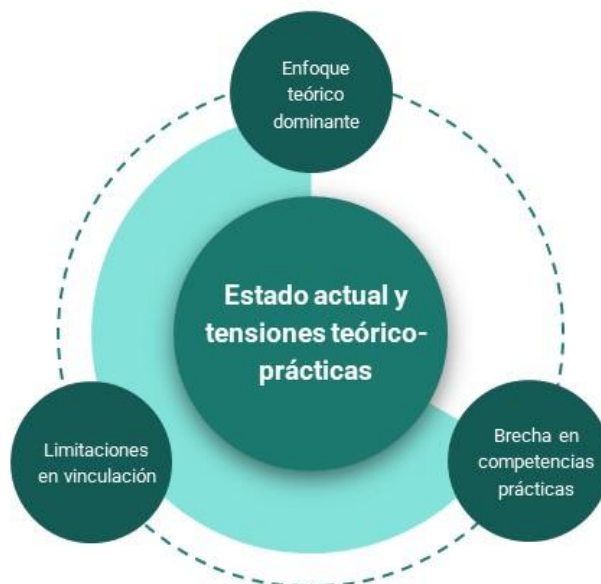 Enfoque
teórico
dominante
Estado actual y
tensiones teórico-
prácticas
Limitaciones
en vinculación
Brecha en
competencias
prácticas